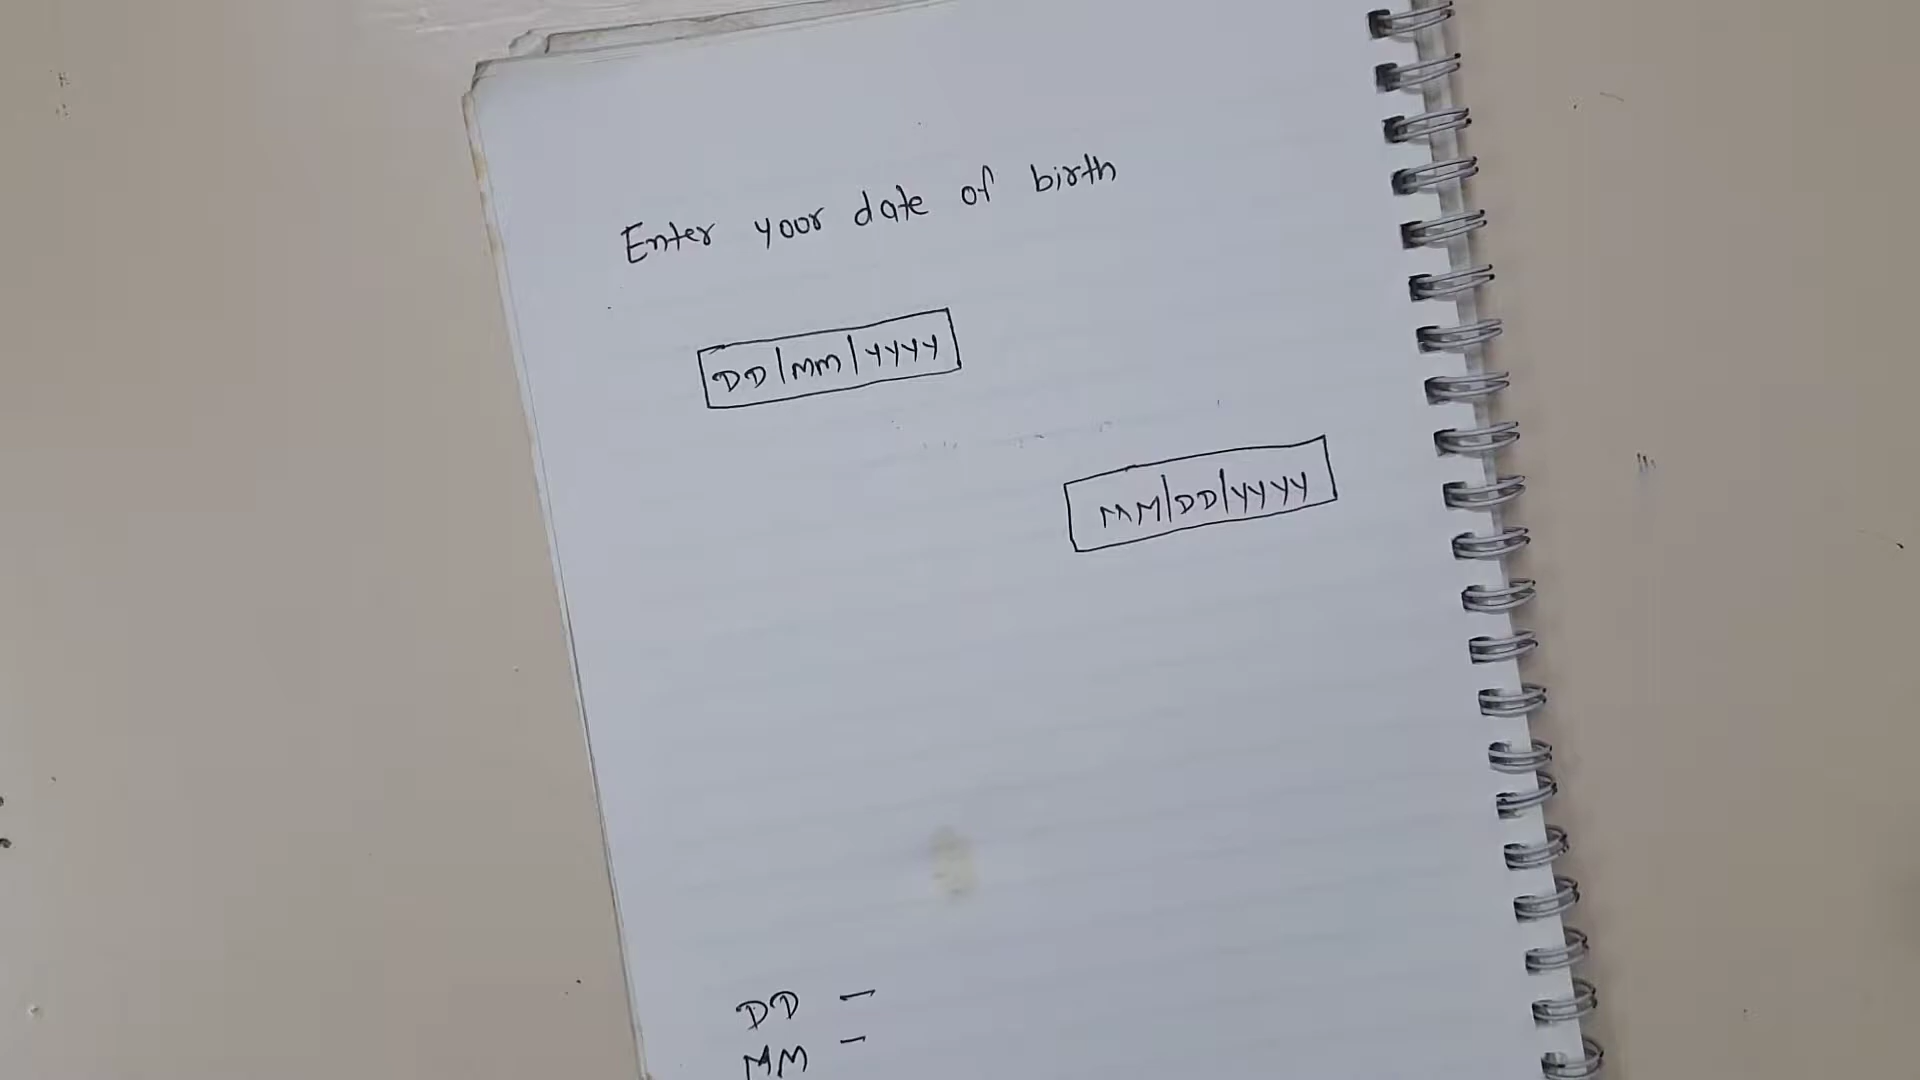 Enter your date of birth
DD|MM|YYYY
MM|DD|YYYY
DD —
MM —